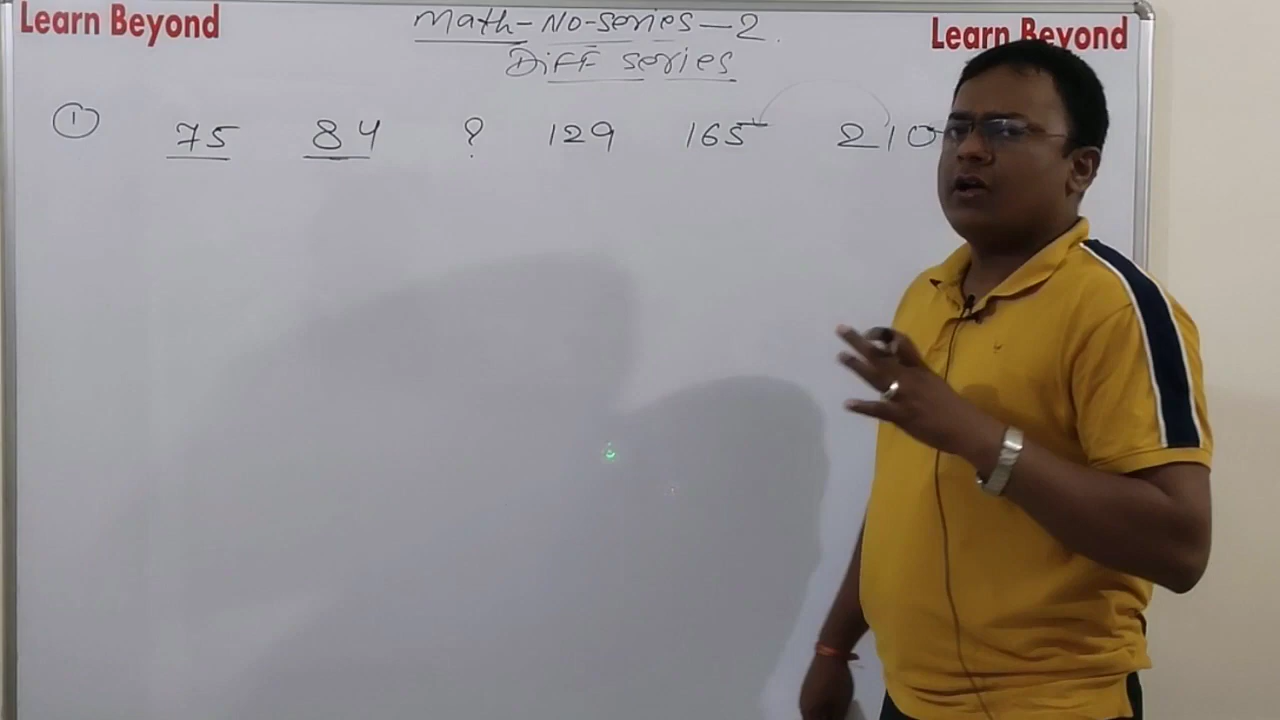 Learn Beyond
Math-No-series-2.
Learn Beyond
Diff series
① 75 84 ? 129 165 210